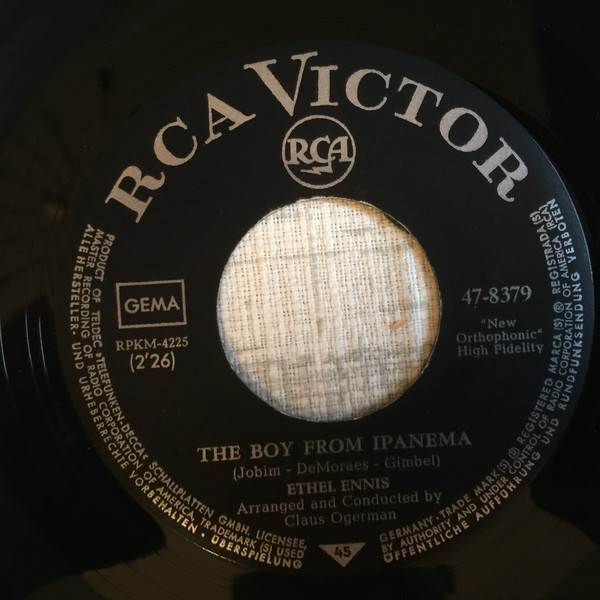 RCA VICTOR
RCA
GEMA
RPKM-4225
(2'26)
47-8379
"New
Orthophonic"
High Fidelity
THE BOY FROM IPANEMA
(Jobim - DeMoraes - Gimbel)
ETHEL ENNIS
Arranged and Conducted by
Claus Ogerman
45
PRODUCT OF TELDEC »TELEFUNKEN-DECCA« SCHALLPLATTEN GMBH, LICENSEE,
MASTER RECORDING OF RADIO CORPORATION OF AMERICA, TRADEMARK (S) USED
ALLE HERSTELLER- UND URHEBERRECHTE VORBEHALTEN · ÜBERSPIELUNG
GERMANY - TRADE MARK(S) ® REGISTERED MARCA(S) ® REGISTRADA(S)
BY AUTHORITY AND UNDER CONTROL OF RADIO CORPORATION OF AMERICA (RCA)
ÖFFENTLICHE AUFFÜHRUNG UND RUNDFUNKSENDUNG VERBOTEN